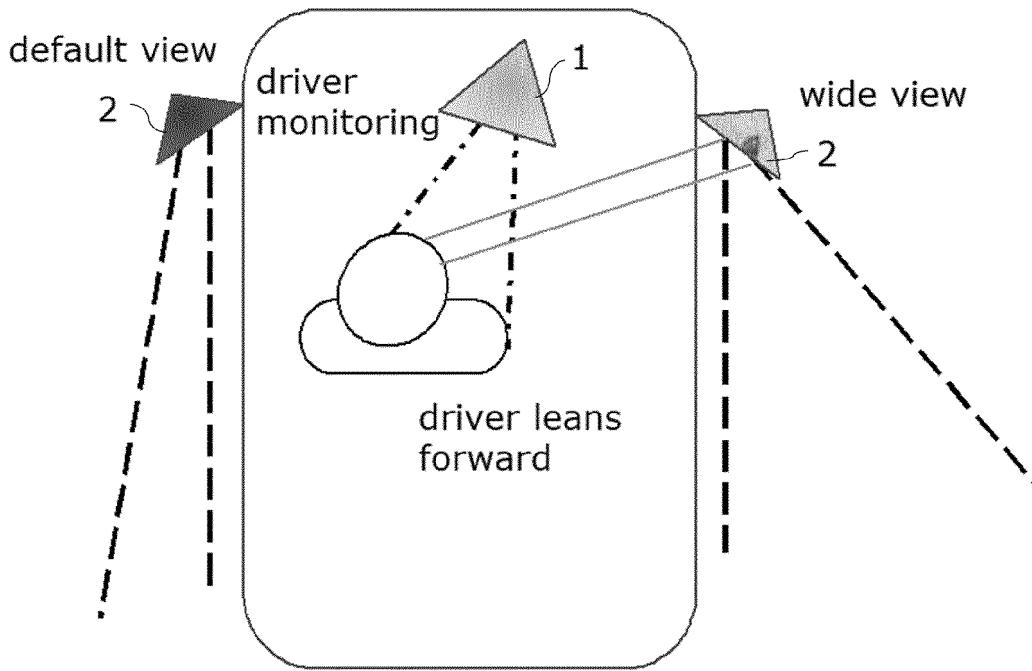 default view
2
driver
monitoring
1
wide view
2
driver leans
forward